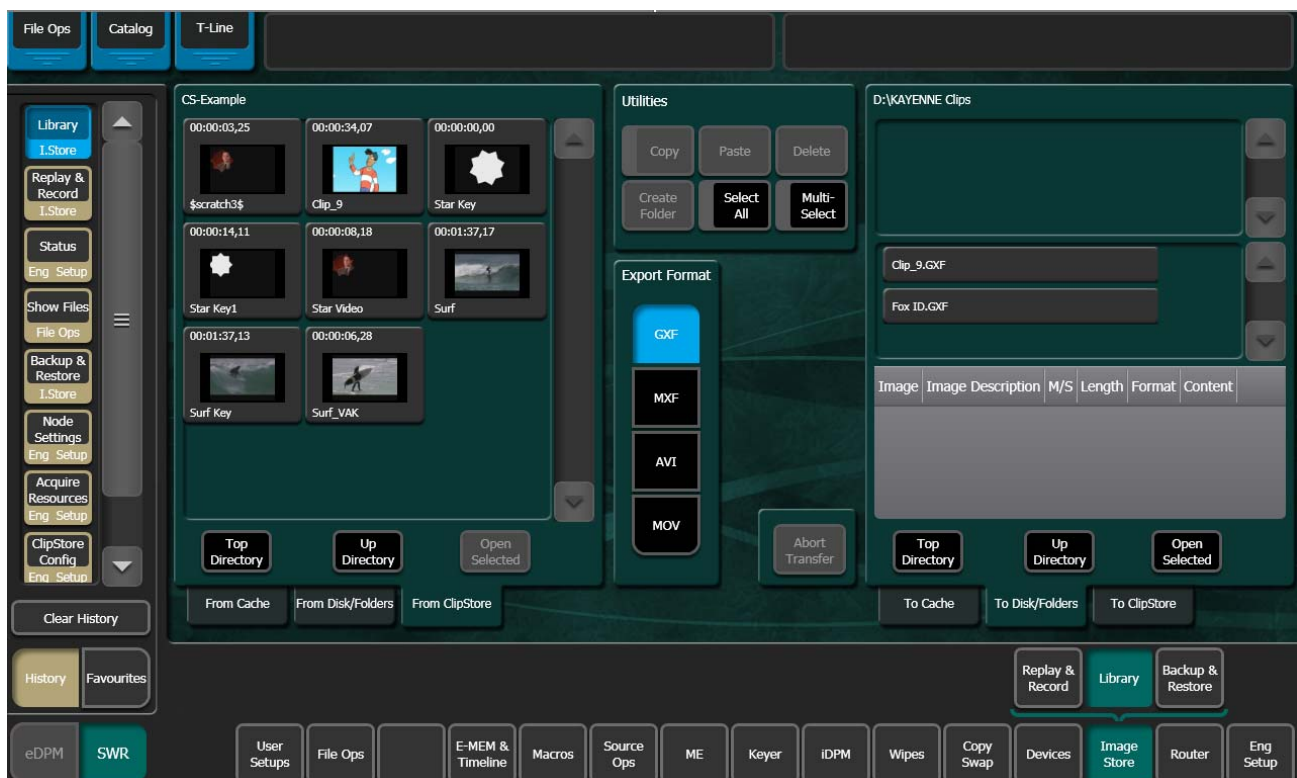 File Ops
Catalog
T-Line
Library
I.Store
Replay &
Record
I.Store
Status
Eng Setup
Show Files
File Ops
Backup &
Restore
I.Store
Node
Settings
Eng Setup
Acquire
Resources
Eng Setup
ClipStore
Config
Eng Setup
Clear History
History
Favourites
CS-Example
00:00:03,25
00:00:34,07
00:00:00,00
$scratch3$
Clip_9
Star Key
00:00:14,11
00:00:08,18
00:01:37,17
Star Key1
Star Video
Surf
00:01:37,13
00:00:06,28
Surf Key
Surf_VAK
Top
Directory
Up
Directory
Open
Selected
From Cache
From Disk/Folders
From ClipStore
Utilities
Copy
Paste
Delete
Create
Folder
Select
All
Multi-
Select
Export Format
GXF
MXF
AVI
MOV
Abort
Transfer
D:\KAYENNE Clips
Clip_9.GXF
Fox ID.GXF
Image
Image Description
M/S
Length
Format
Content
Top
Directory
Up
Directory
Open
Selected
To Cache
To Disk/Folders
To ClipStore
Replay &
Record
Library
Backup &
Restore
eDPM
SWR
User
Setups
File Ops
E-MEM &
Timeline
Macros
Source
Ops
ME
Keyer
iDPM
Wipes
Copy
Swap
Devices
Image
Store
Router
Eng
Setup